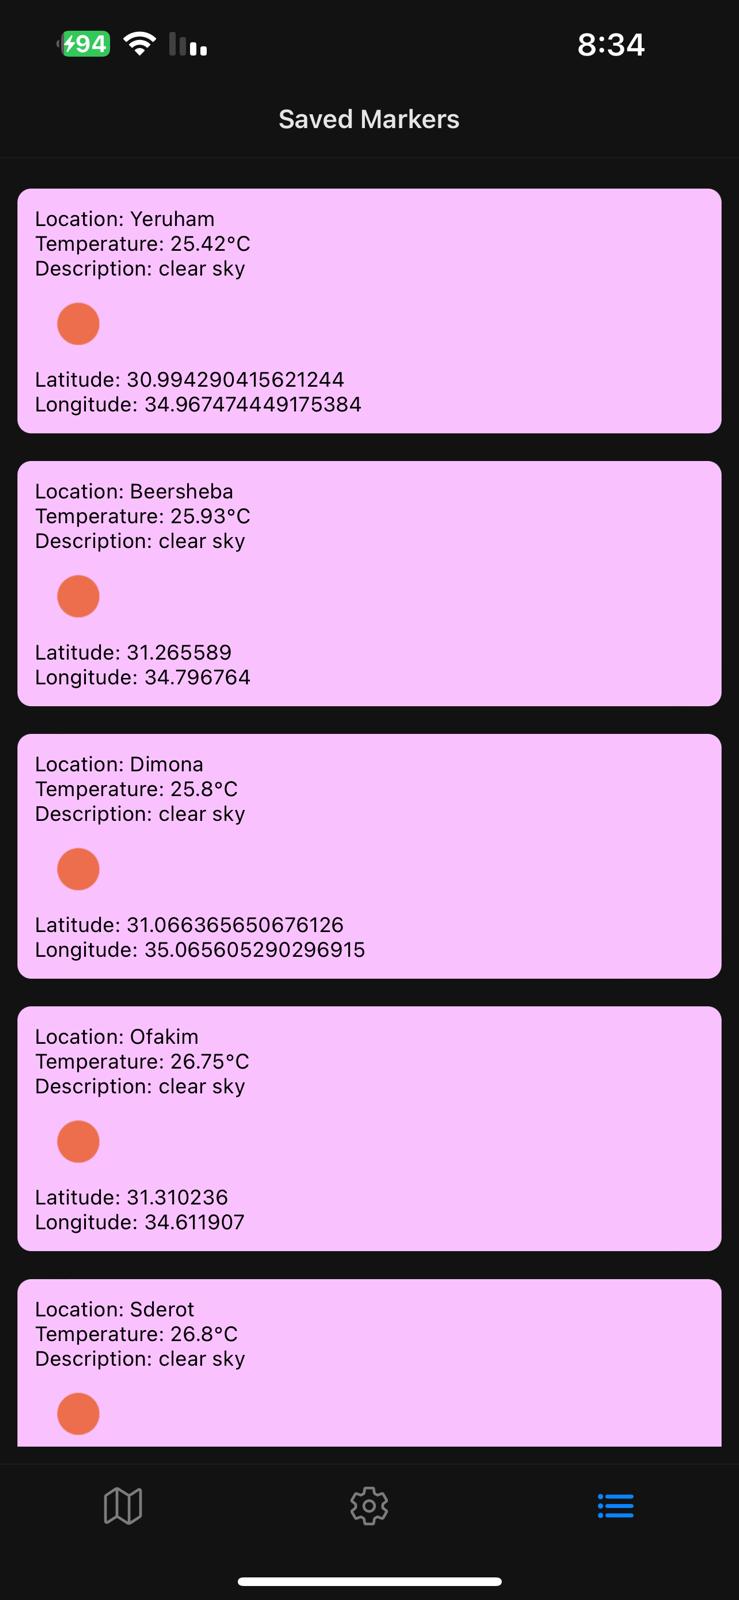 94
8:34
Saved Markers
Location: Yeruham
Temperature: 25.42°C
Description: clear sky
Latitude: 30.994290415621244
Longitude: 34.967474449175384
Location: Beersheba
Temperature: 25.93°C
Description: clear sky
Latitude: 31.265589
Longitude: 34.796764
Location: Dimona
Temperature: 25.8°C
Description: clear sky
Latitude: 31.066365650676126
Longitude: 35.065605290296915
Location: Ofakim
Temperature: 26.75°C
Description: clear sky
Latitude: 31.310236
Longitude: 34.611907
Location: Sderot
Temperature: 26.8°C
Description: clear sky